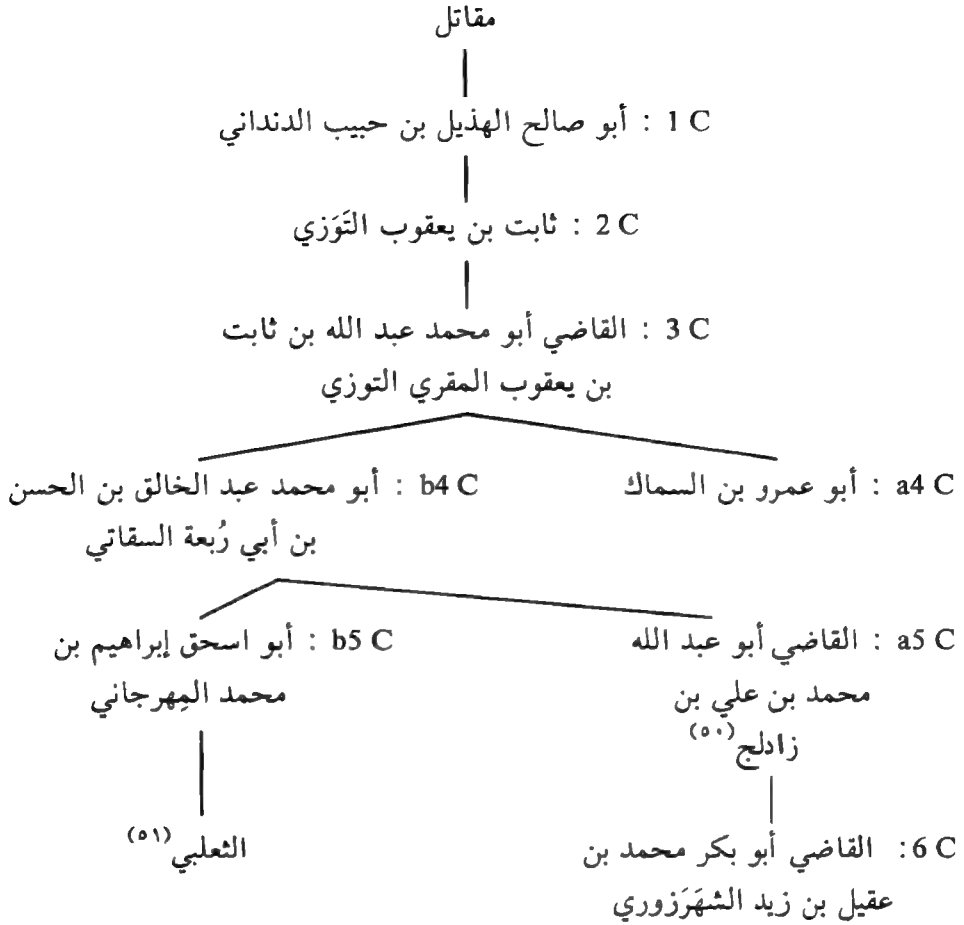 مقاتل
1 C : أبو صالح الهذيل بن حبيب الدنداني
2 C : ثابت بن يعقوب التَوَزي
3 C : القاضي أبو محمد عبد الله بن ثابت
بن يعقوب المقري التوزي
a4 C : أبو عمرو بن السماك
b4 C : أبو محمد عبد الخالق بن الحسن
بن أبي رُبعة السقاتي
a5 C : القاضي أبو عبد الله
محمد بن علي بن
زادلج(٥٠)
b5 C : أبو اسحق إبراهيم بن
محمد المِهرجاني
6 C : القاضي أبو بكر محمد بن
عقيل بن زيد الشهَرَزوري
الثعلبي(٥١)